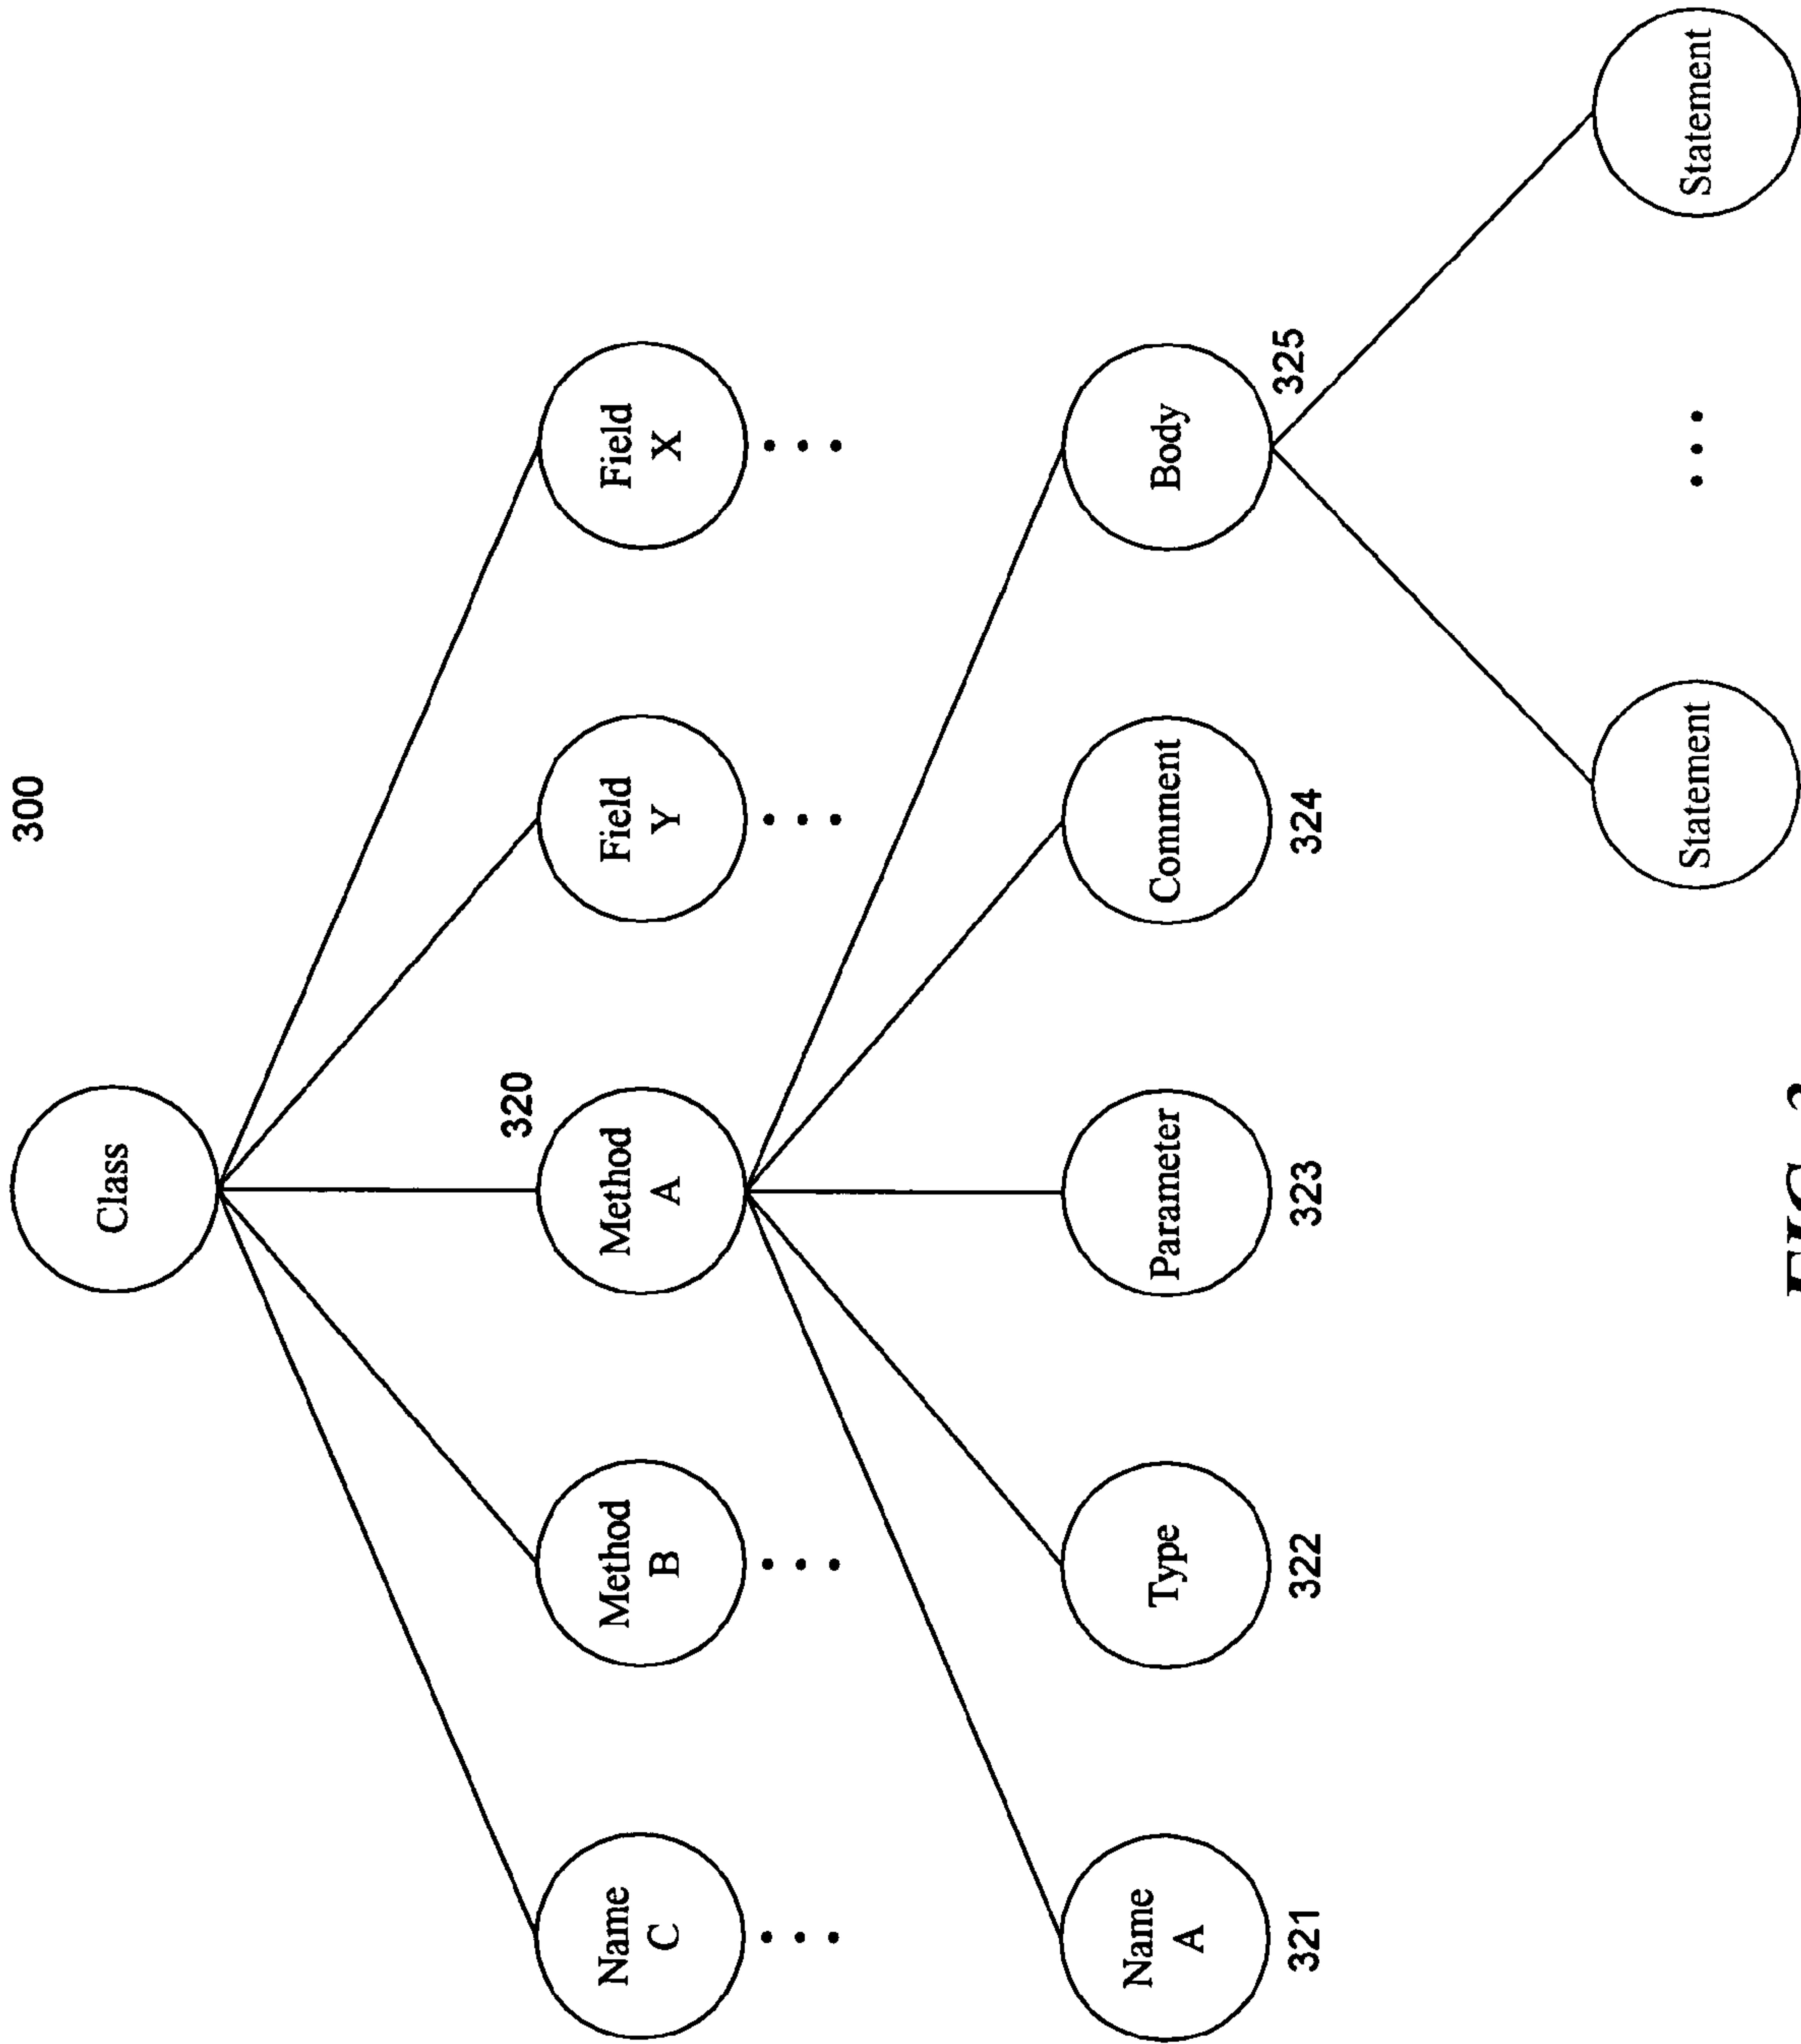 300
Class
320
Name C
Method B
Method A
Field Y
Field X
Name A
Type
Parameter
Comment
Body
321
322
323
324
325
Statement
Statement